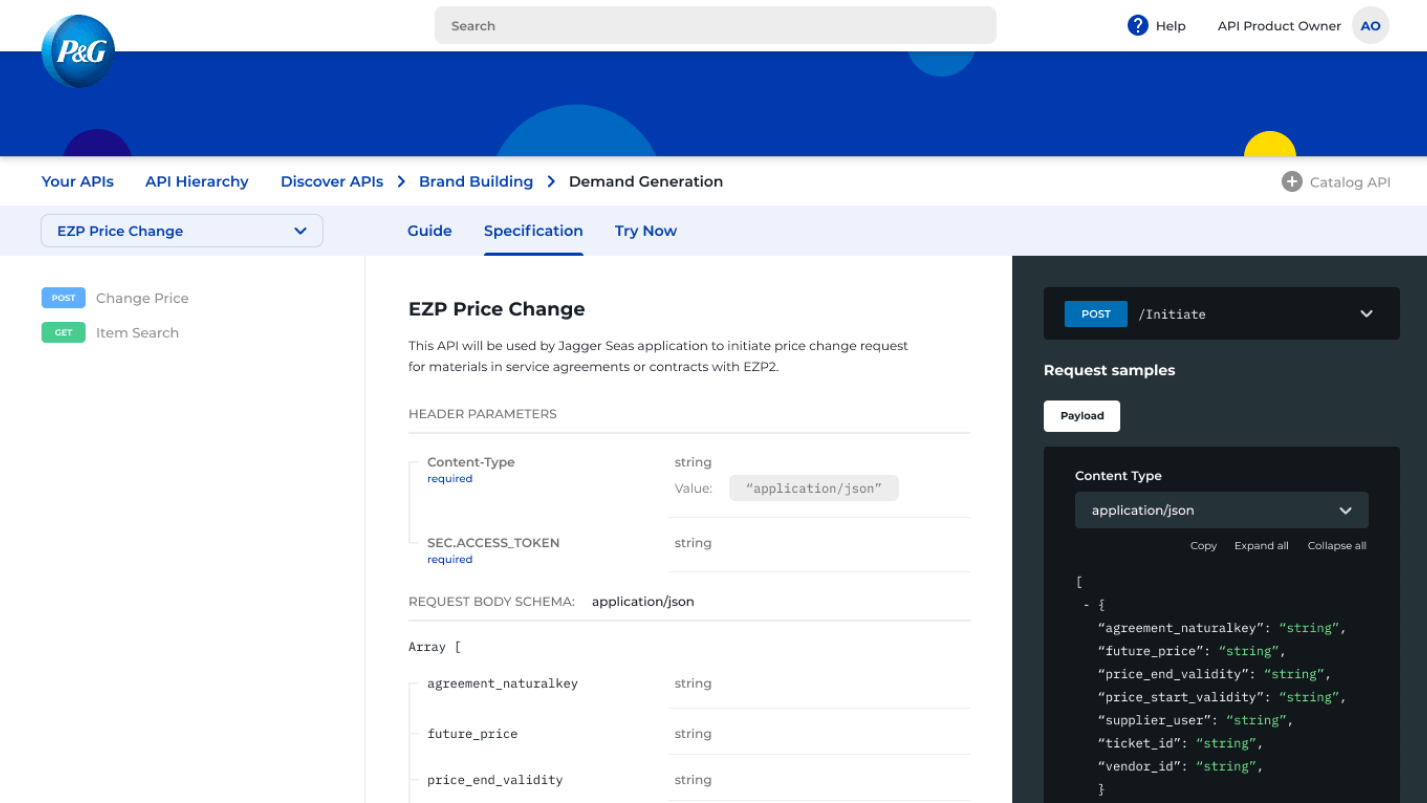 P&G
Search
? Help
API Product Owner
AO
Your APIs
API Hierarchy
Discover APIs > Brand Building > Demand Generation
+ Catalog API
EZP Price Change
Guide
Specification
Try Now
POST Change Price
GET Item Search
EZP Price Change
This API will be used by Jagger Seas application to initiate price change request
for materials in service agreements or contracts with EZP2.
HEADER PARAMETERS
Content-Type string
required
Value: “application/json”
SEC.ACCESS_TOKEN string
required
REQUEST BODY SCHEMA: application/json
Array [
agreement_naturalkey string
future_price string
price_end_validity string
POST /Initiate
Request samples
Payload
Content Type
application/json
Copy Expand all Collapse all
[
- {
“agreement_naturalkey”: “string”,
“future_price”: “string”,
“price_end_validity”: “string”,
“price_start_validity”: “string”,
“supplier_user”: “string”,
“ticket_id”: “string”,
“vendor_id”: “string”,
}